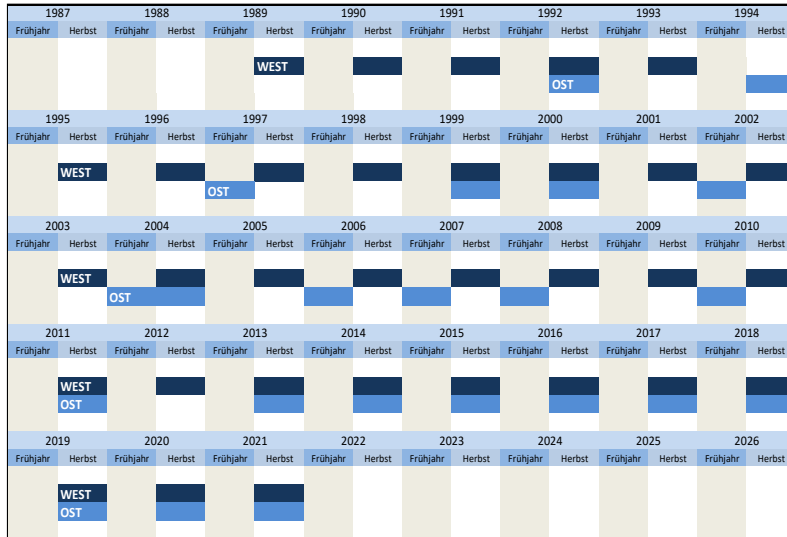 1987 1988 1989 1990 1991 1992 1993 1994
Frühjahr Herbst Frühjahr Herbst Frühjahr Herbst Frühjahr Herbst Frühjahr Herbst Frühjahr Herbst Frühjahr Herbst Frühjahr Herbst
WEST
OST
1995 1996 1997 1998 1999 2000 2001 2002
Frühjahr Herbst Frühjahr Herbst Frühjahr Herbst Frühjahr Herbst Frühjahr Herbst Frühjahr Herbst Frühjahr Herbst Frühjahr Herbst
WEST
OST
2003 2004 2005 2006 2007 2008 2009 2010
Frühjahr Herbst Frühjahr Herbst Frühjahr Herbst Frühjahr Herbst Frühjahr Herbst Frühjahr Herbst Frühjahr Herbst Frühjahr Herbst
WEST
OST
2011 2012 2013 2014 2015 2016 2017 2018
Frühjahr Herbst Frühjahr Herbst Frühjahr Herbst Frühjahr Herbst Frühjahr Herbst Frühjahr Herbst Frühjahr Herbst Frühjahr Herbst
WEST
OST
2019 2020 2021 2022 2023 2024 2025 2026
Frühjahr Herbst Frühjahr Herbst Frühjahr Herbst Frühjahr Herbst Frühjahr Herbst Frühjahr Herbst Frühjahr Herbst Frühjahr Herbst
WEST
OST